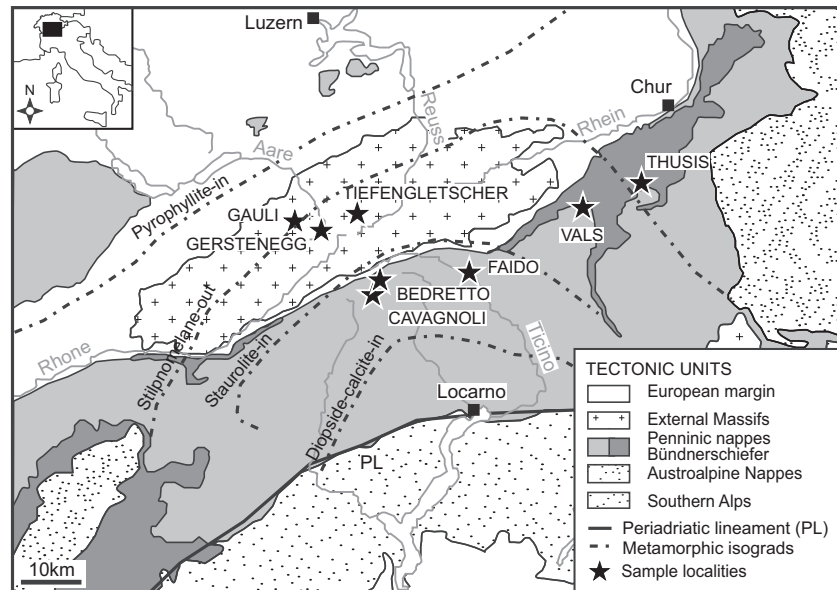 Luzern
N
Chur
Reuss
Rhein
Aare
THUSIS
TIEFENGLETSCHER
GAULI
Pyrophyllite-in
GERSTENEGG
VALS
FAIDO
BEDRETTO
CAVAGNOLI
Rhone
Stilpnomelane-out
Staurolite-in
Diopside-calcite-in
Ticino
Locarno
PL
TECTONIC UNITS
European margin
External Massifs
Penninic nappes
Bündnerschiefer
Austroalpine Nappes
Southern Alps
Periadriatic lineament (PL)
Metamorphic isograds
Sample localities
10km